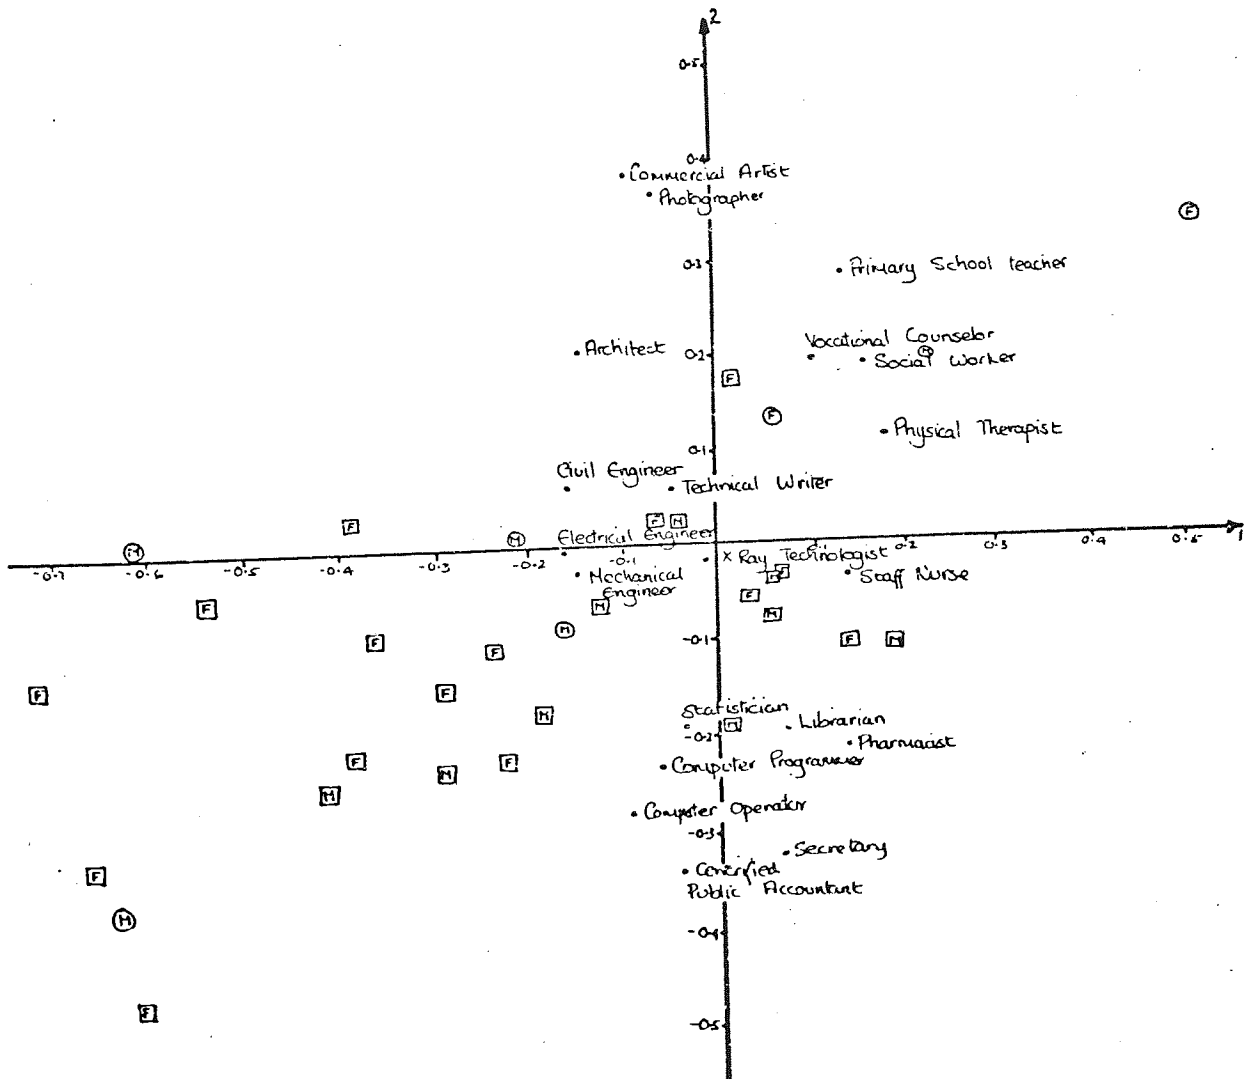 2
0.5
0.4
Commercial Artist
Photographer
F
0.3
Primary School teacher
Vocational Counselor
Architect
0.2
M
Social Worker
F
F
Physical Therapist
0.1
Civil Engineer
Technical Writer
F
F M
M
M
Electrical Engineer
1
-0.7 -0.6 -0.5 -0.4 -0.3 -0.2 -0.1
0.2 0.3 0.4 0.5
x Ray Technologist
Mechanical
Engineer
Staff Nurse
F
M
F
M
M
F
F
-0.1
F M
F
F
M
Statistician
M
Librarian
-0.2
Pharmacist
F
M
F
Computer Programmer
M
Computer Operator
-0.3
Secretary
F
Certified
Public Accountant
M
-0.4
F
-0.5